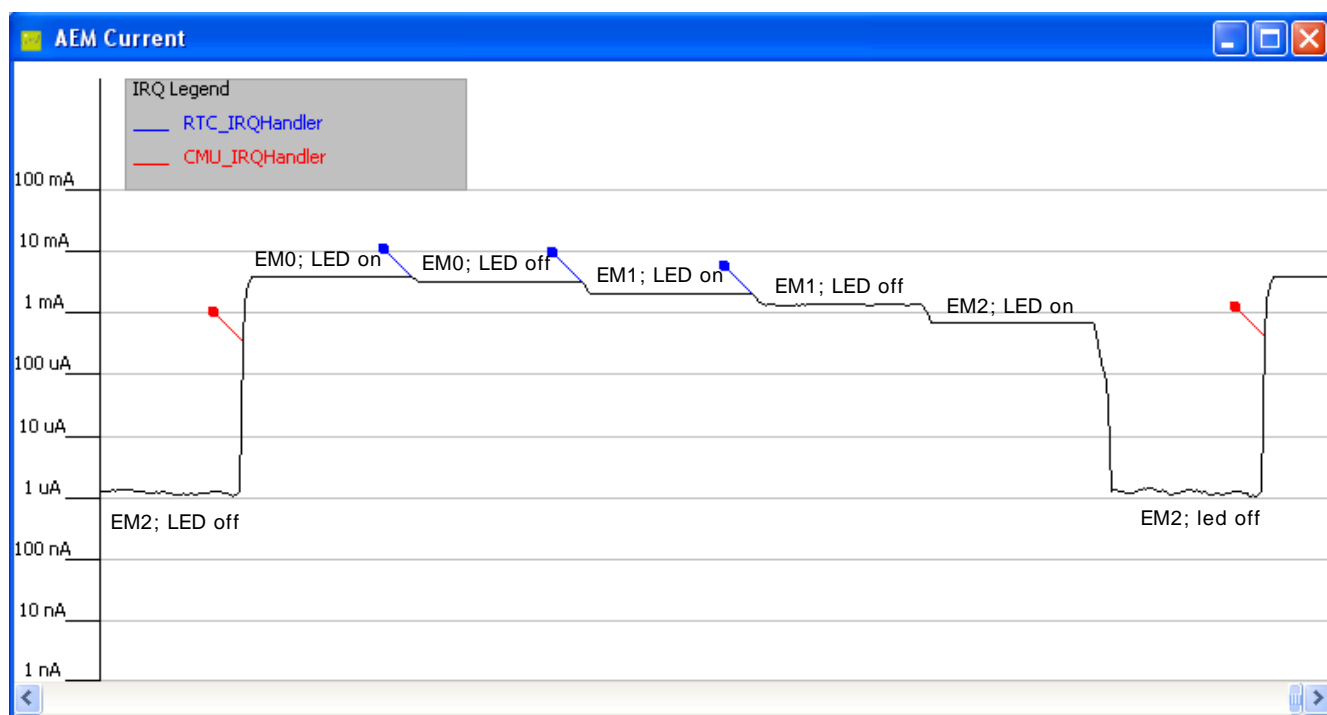 AEM Current
IRQ Legend
RTC_IRQHandler
CMU_IRQHandler
100 mA
10 mA
EM0; LED on
EM0; LED off
EM1; LED on
EM1; LED off
EM2; LED on
1 mA
100 uA
10 uA
1 uA
EM2; LED off
EM2; led off
100 nA
10 nA
1 nA